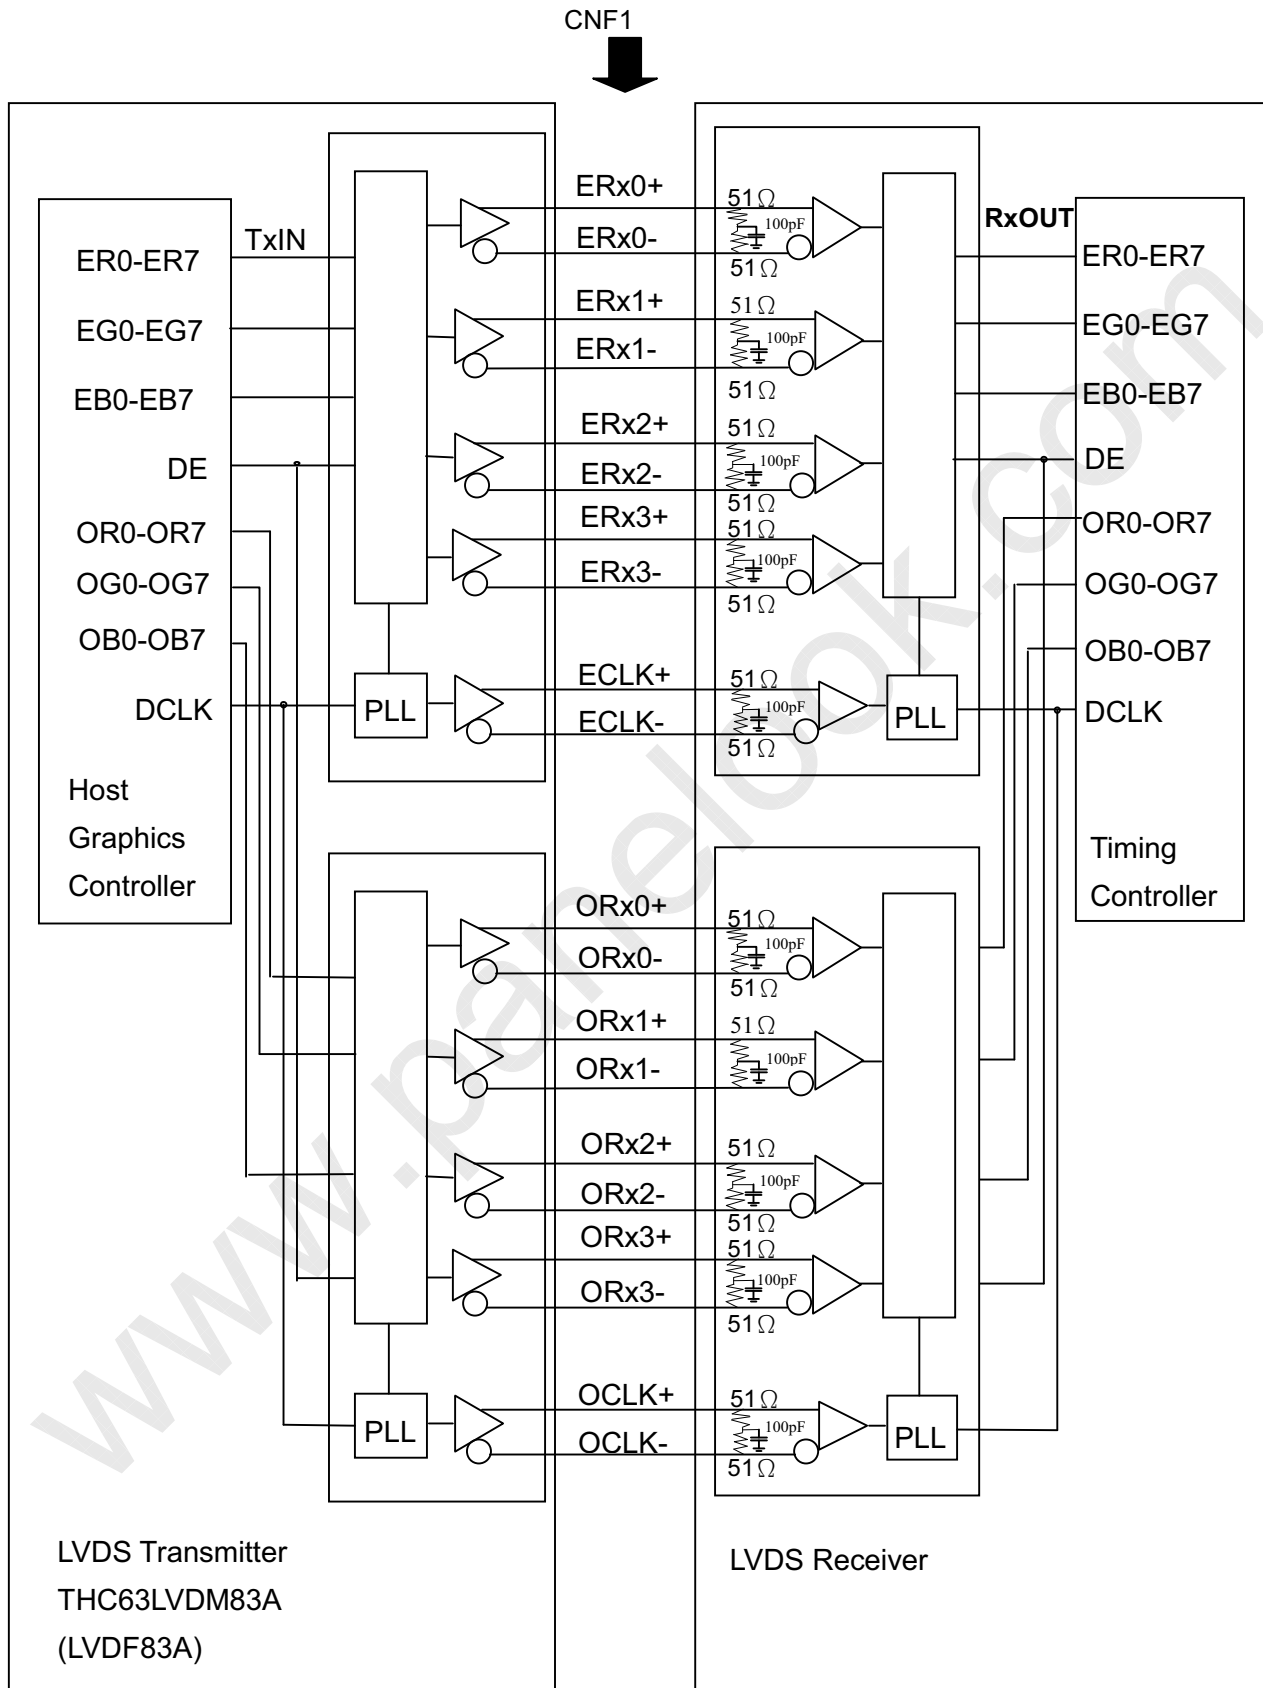 CNF1
TxIN
ER0-ER7
EG0-EG7
EB0-EB7
DE
OR0-OR7
OG0-OG7
OB0-OB7
DCLK
Host
Graphics
Controller
PLL
ERx0+
ERx0-
ERx1+
ERx1-
ERx2+
ERx2-
ERx3+
ERx3-
ECLK+
ECLK-
51Ω
100pF
51Ω
51Ω
100pF
51Ω
51Ω
100pF
51Ω
51Ω
100pF
51Ω
51Ω
100pF
51Ω
PLL
RxOUT
ER0-ER7
EG0-EG7
EB0-EB7
DE
OR0-OR7
OG0-OG7
OB0-OB7
DCLK
Timing
Controller
PLL
ORx0+
ORx0-
ORx1+
ORx1-
ORx2+
ORx2-
ORx3+
ORx3-
OCLK+
OCLK-
51Ω
100pF
51Ω
51Ω
100pF
51Ω
100pF
51Ω
51Ω
100pF
51Ω
51Ω
100pF
51Ω
PLL
LVDS Transmitter
THC63LVDM83A
(LVDF83A)
LVDS Receiver
www.panelook.com